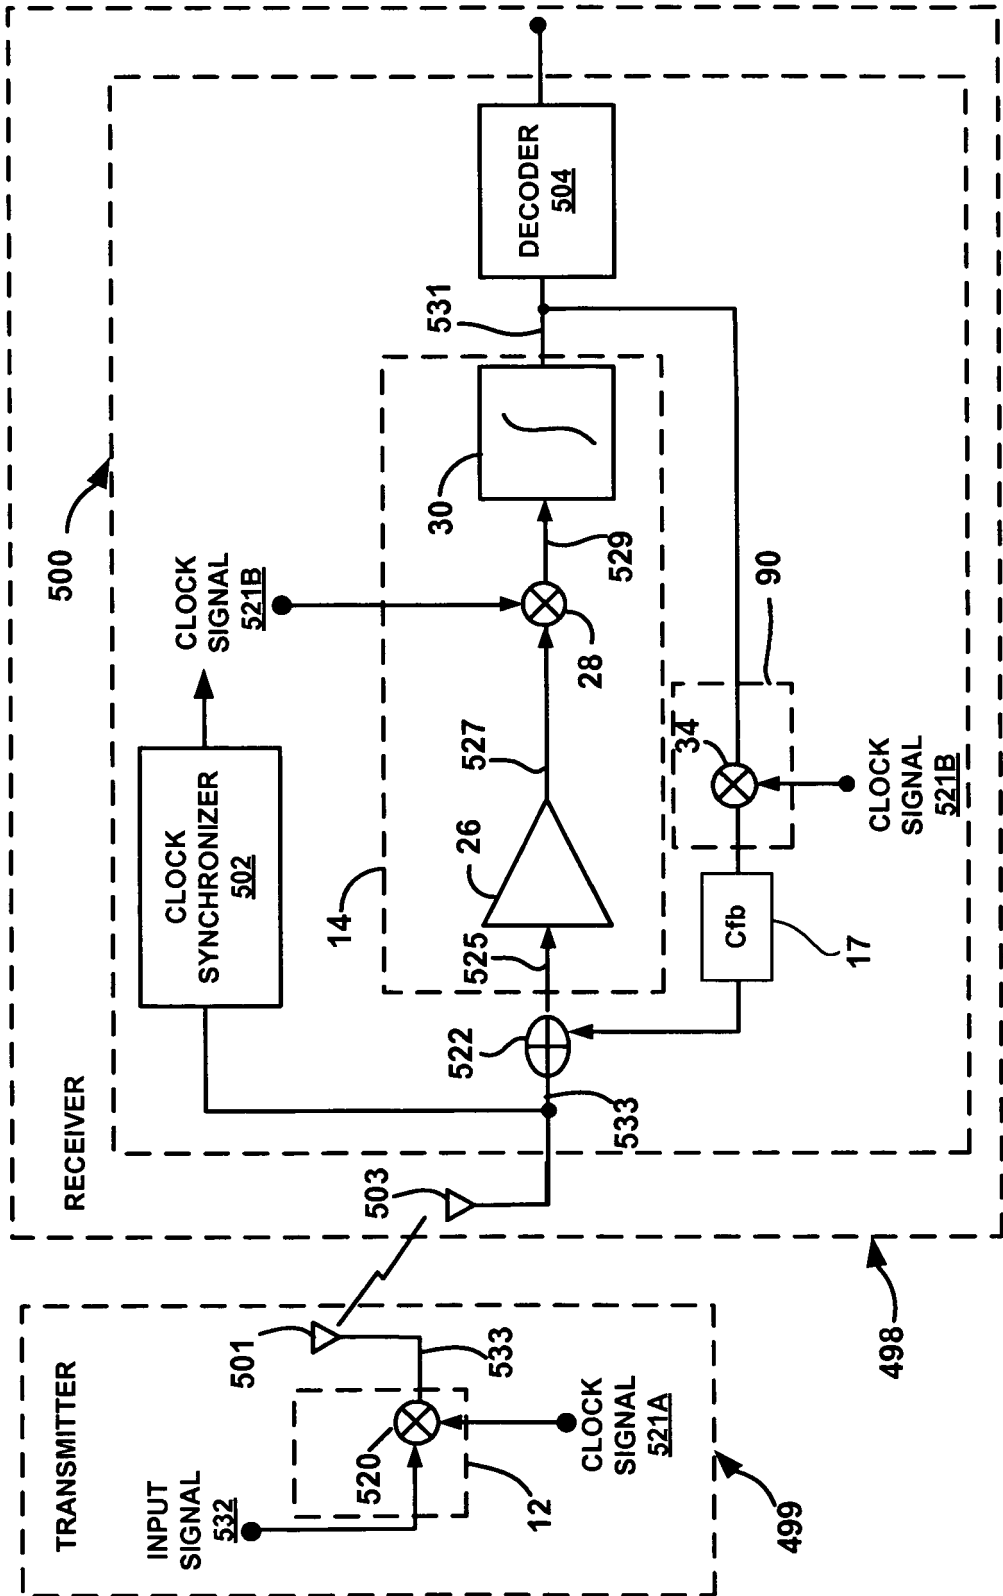 TRANSMITTER
INPUT
SIGNAL
532
520
12
CLOCK
SIGNAL
521A
533
501
499
498
RECEIVER
503
533
522
CLOCK
SYNCHRONIZER
502
CLOCK
SIGNAL
521B
500
14
525
26
527
28
529
30
531
DECODER
504
Cfb
17
34
90
CLOCK
SIGNAL
521B